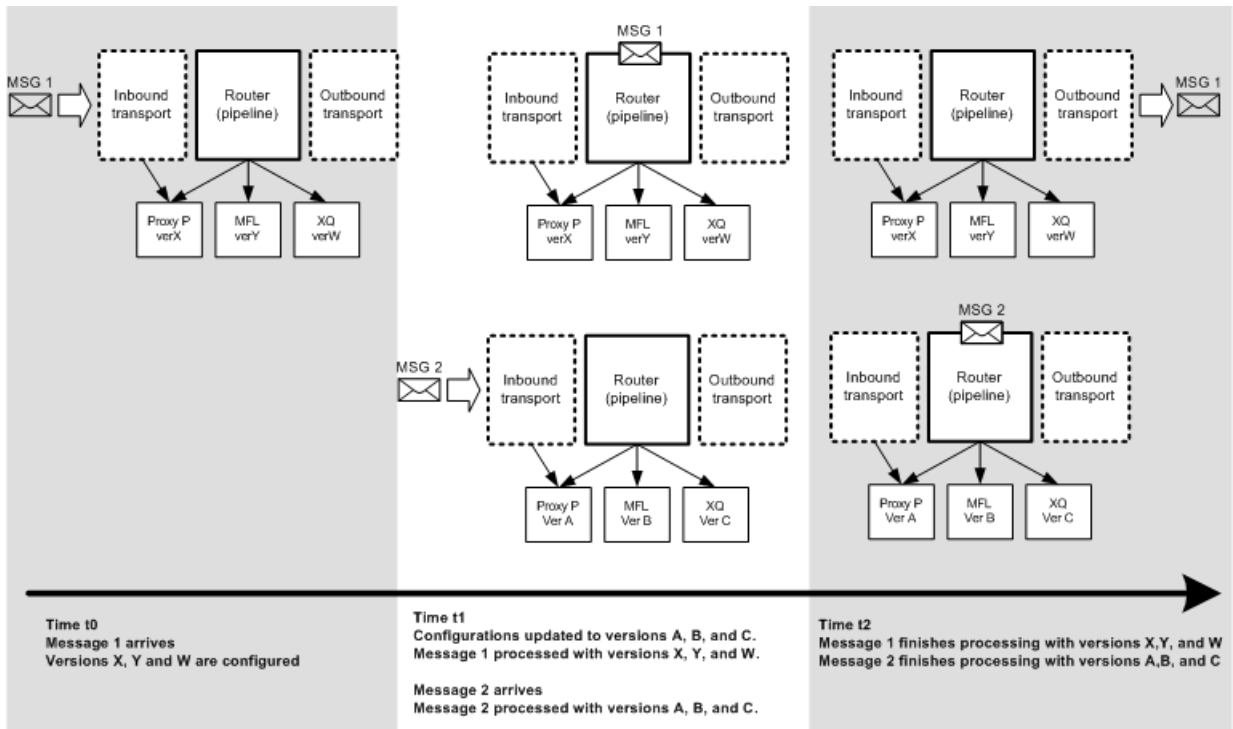 MSG 1
Inbound
transport
Router
(pipeline)
Outbound
transport
Proxy P
verX
MFL
verY
XQ
verW
MSG 1
Inbound
transport
Router
(pipeline)
Outbound
transport
Proxy P
verX
MFL
verY
XQ
verW
MSG 2
Inbound
transport
Router
(pipeline)
Outbound
transport
Proxy P
Ver A
MFL
Ver B
XQ
Ver C
Inbound
transport
Router
(pipeline)
Outbound
transport
MSG 1
Proxy P
verX
MFL
verY
XQ
verW
MSG 2
Inbound
transport
Router
(pipeline)
Outbound
transport
Proxy P
Ver A
MFL
Ver B
XQ
Ver C
Time t0
Message 1 arrives
Versions X, Y and W are configured
Time t1
Configurations updated to versions A, B, and C.
Message 1 processed with versions X, Y, and W.
Message 2 arrives
Message 2 processed with versions A, B, and C.
Time t2
Message 1 finishes processing with versions X,Y, and W
Message 2 finishes processing with versions A,B, and C